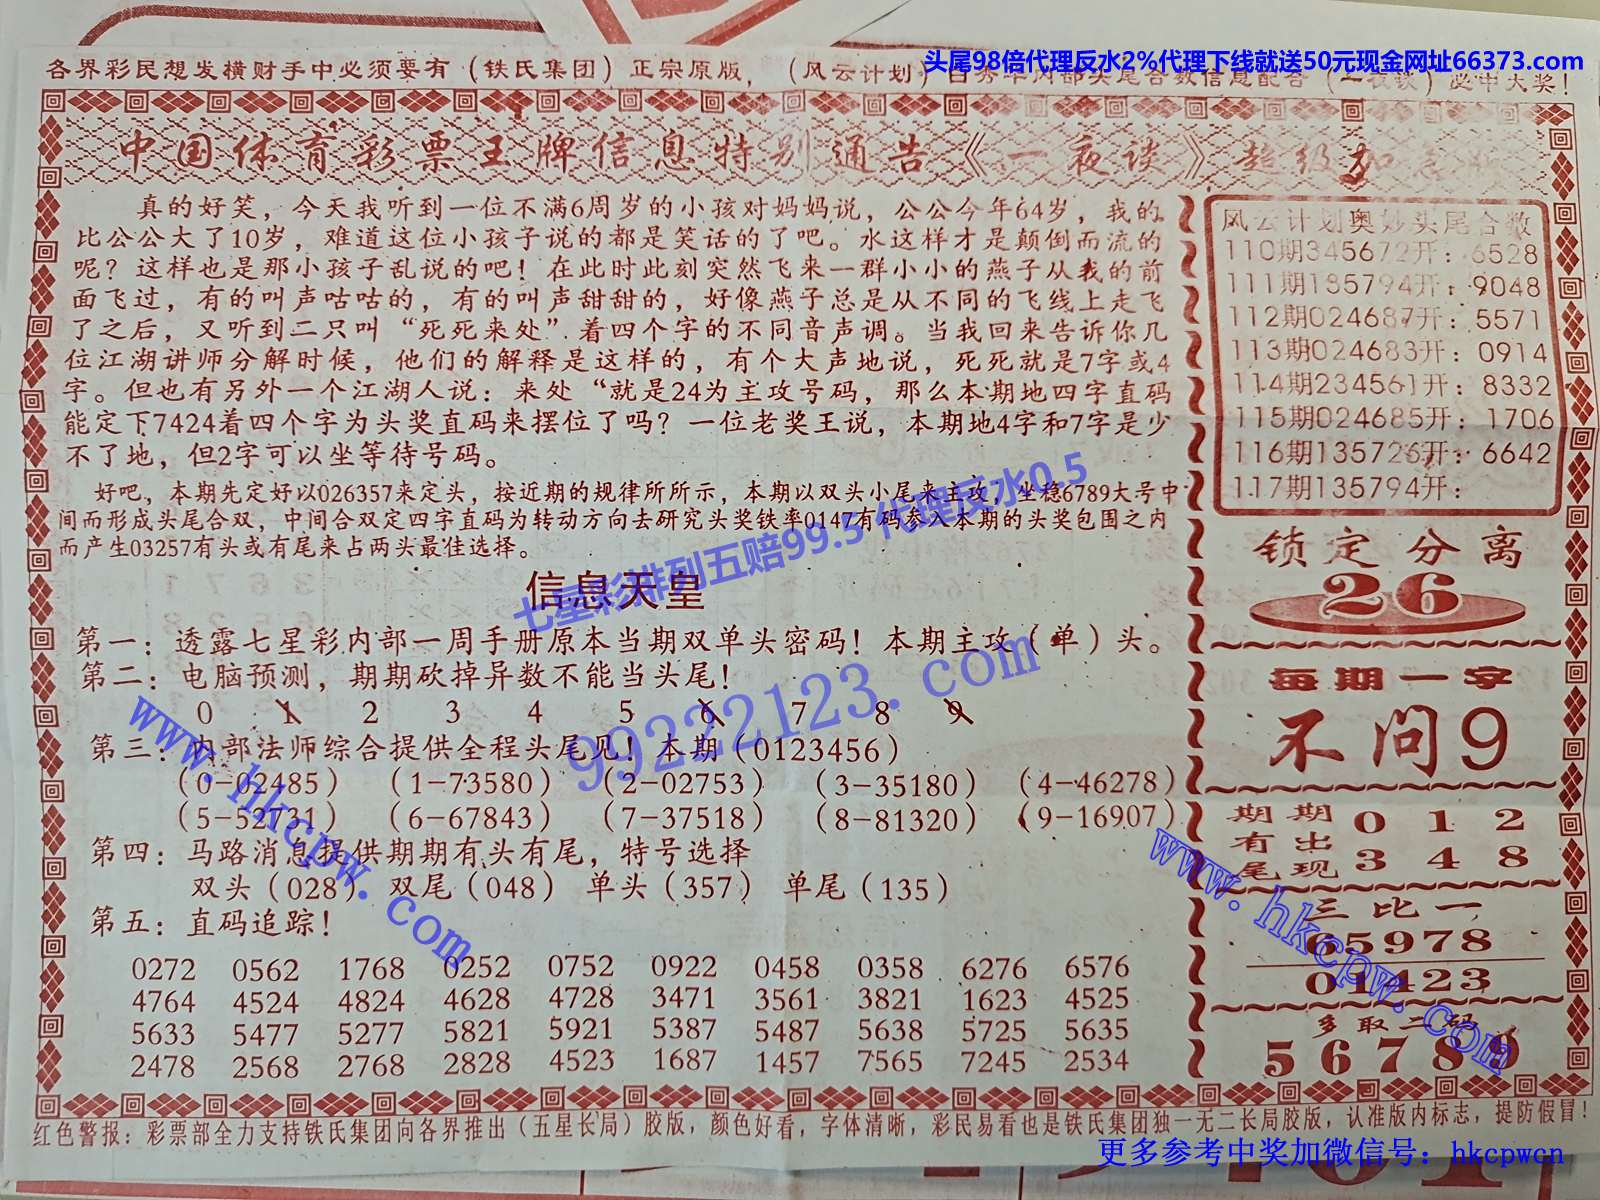 头尾98倍代理反水2%代理下线就送50元现金网址66373.com
各界彩民想发横财手中必须要有（铁氏集团）正宗原版，（风云计划）
必中大奖！
中国体育彩票王牌信息特别通告《一夜谈》超级加
真的好笑，今天我听到一位不满6周岁的小孩对妈妈说，公公今年64岁，我的
比公公大了10岁，难道这位小孩子说的都是笑话的了吧。水这样才是颠倒而流的
呢？这样也是那小孩子乱说的吧！在此时此刻突然飞来一群小小的燕子从我的前
面飞过，有的叫声咕咕的，有的叫声甜甜的，好像燕子总是从不同的飞线上走飞
了之后，又听到二只叫“死死来处”着四个字的不同音声调。当我回来告诉你几
位江湖讲师分解时候，他们的解释是这样的，有个大声地说，死死就是7字或4
字。但也有另外一个江湖人说：来处“就是24为主攻号码，那么本期地四字直码
能定下7424着四个字为头奖直码来摆位了吗？一位老奖王说，本期地4字和7字是少
不了地，但2字可以坐等待号码。
好吧，本期先定好以026357来定头，按近期的规律所所示，本期以双头小尾来主攻，坐稳6789大号中
间而形成头尾合双，中间合双定四字直码为转动方向去研究头奖铁率0147有码参入本期的头奖包围之内
而产生03257有头或有尾来占两头最佳选择。
七星彩排列五赔99.5代理反水0.5
信息天皇
第一：透露七星彩内部一周手册原本当期双单头密码！本期主攻（单）头。
第二：电脑预测，期期砍掉异数不能当头尾！
0 1 2 3 4 5 6 7 8 9
第三：内部法师综合提供全程头尾见！本期（0123456）
（0-02485）（1-73580）（2-02753）（3-35180）（4-46278）
（5-52731）（6-67843）（7-37518）（8-81320）（9-16907）
第四：马路消息提供期期有头有尾，特号选择
双头（028）双尾（048）单头（357）单尾（135）
第五：直码追踪！
0272 0562 1768 0252 0752 0922 0458 0358 6276 6576
4764 4524 4824 4628 4728 3471 3561 3821 1623 4525
5633 5477 5277 5821 5921 5387 5487 5638 5725 5635
2478 2568 2768 2828 4523 1687 1457 7565 7245 2534
99222123.com
www.hkcpw.com
风云计划奥妙头尾合数
110期345672开：6528
111期135794开：9048
112期024687开：5571
113期024683开：0914
114期234561开：8332
115期024685开：1706
116期135726开：6642
117期135794开：
锁定分离
26
每期一字
不问9
期期 0 1 2
有出
尾现 3 4 8
三比一
65978
01423
www.hkcpw.com
多取二码
5 6 7 8 9
红色警报：彩票部全力支持铁氏集团向各界推出（五星长局）胶版，颜色好看，字体清晰，彩民易看也是铁氏集团独一无二长局胶版，认准版内标志，提防假冒！
更多参考中奖加微信号：hkcpwcn